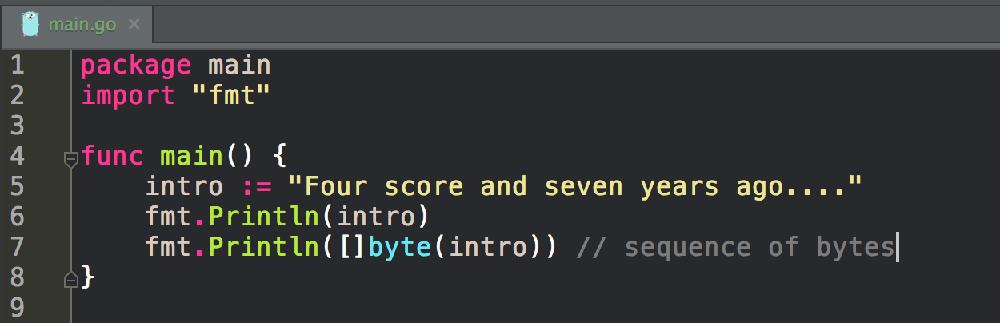 main.go ×
1 package main
2 import "fmt"
3
4 func main() {
5     intro := "Four score and seven years ago...."
6     fmt.Println(intro)
7     fmt.Println([]byte(intro)) // sequence of bytes
8 }
9